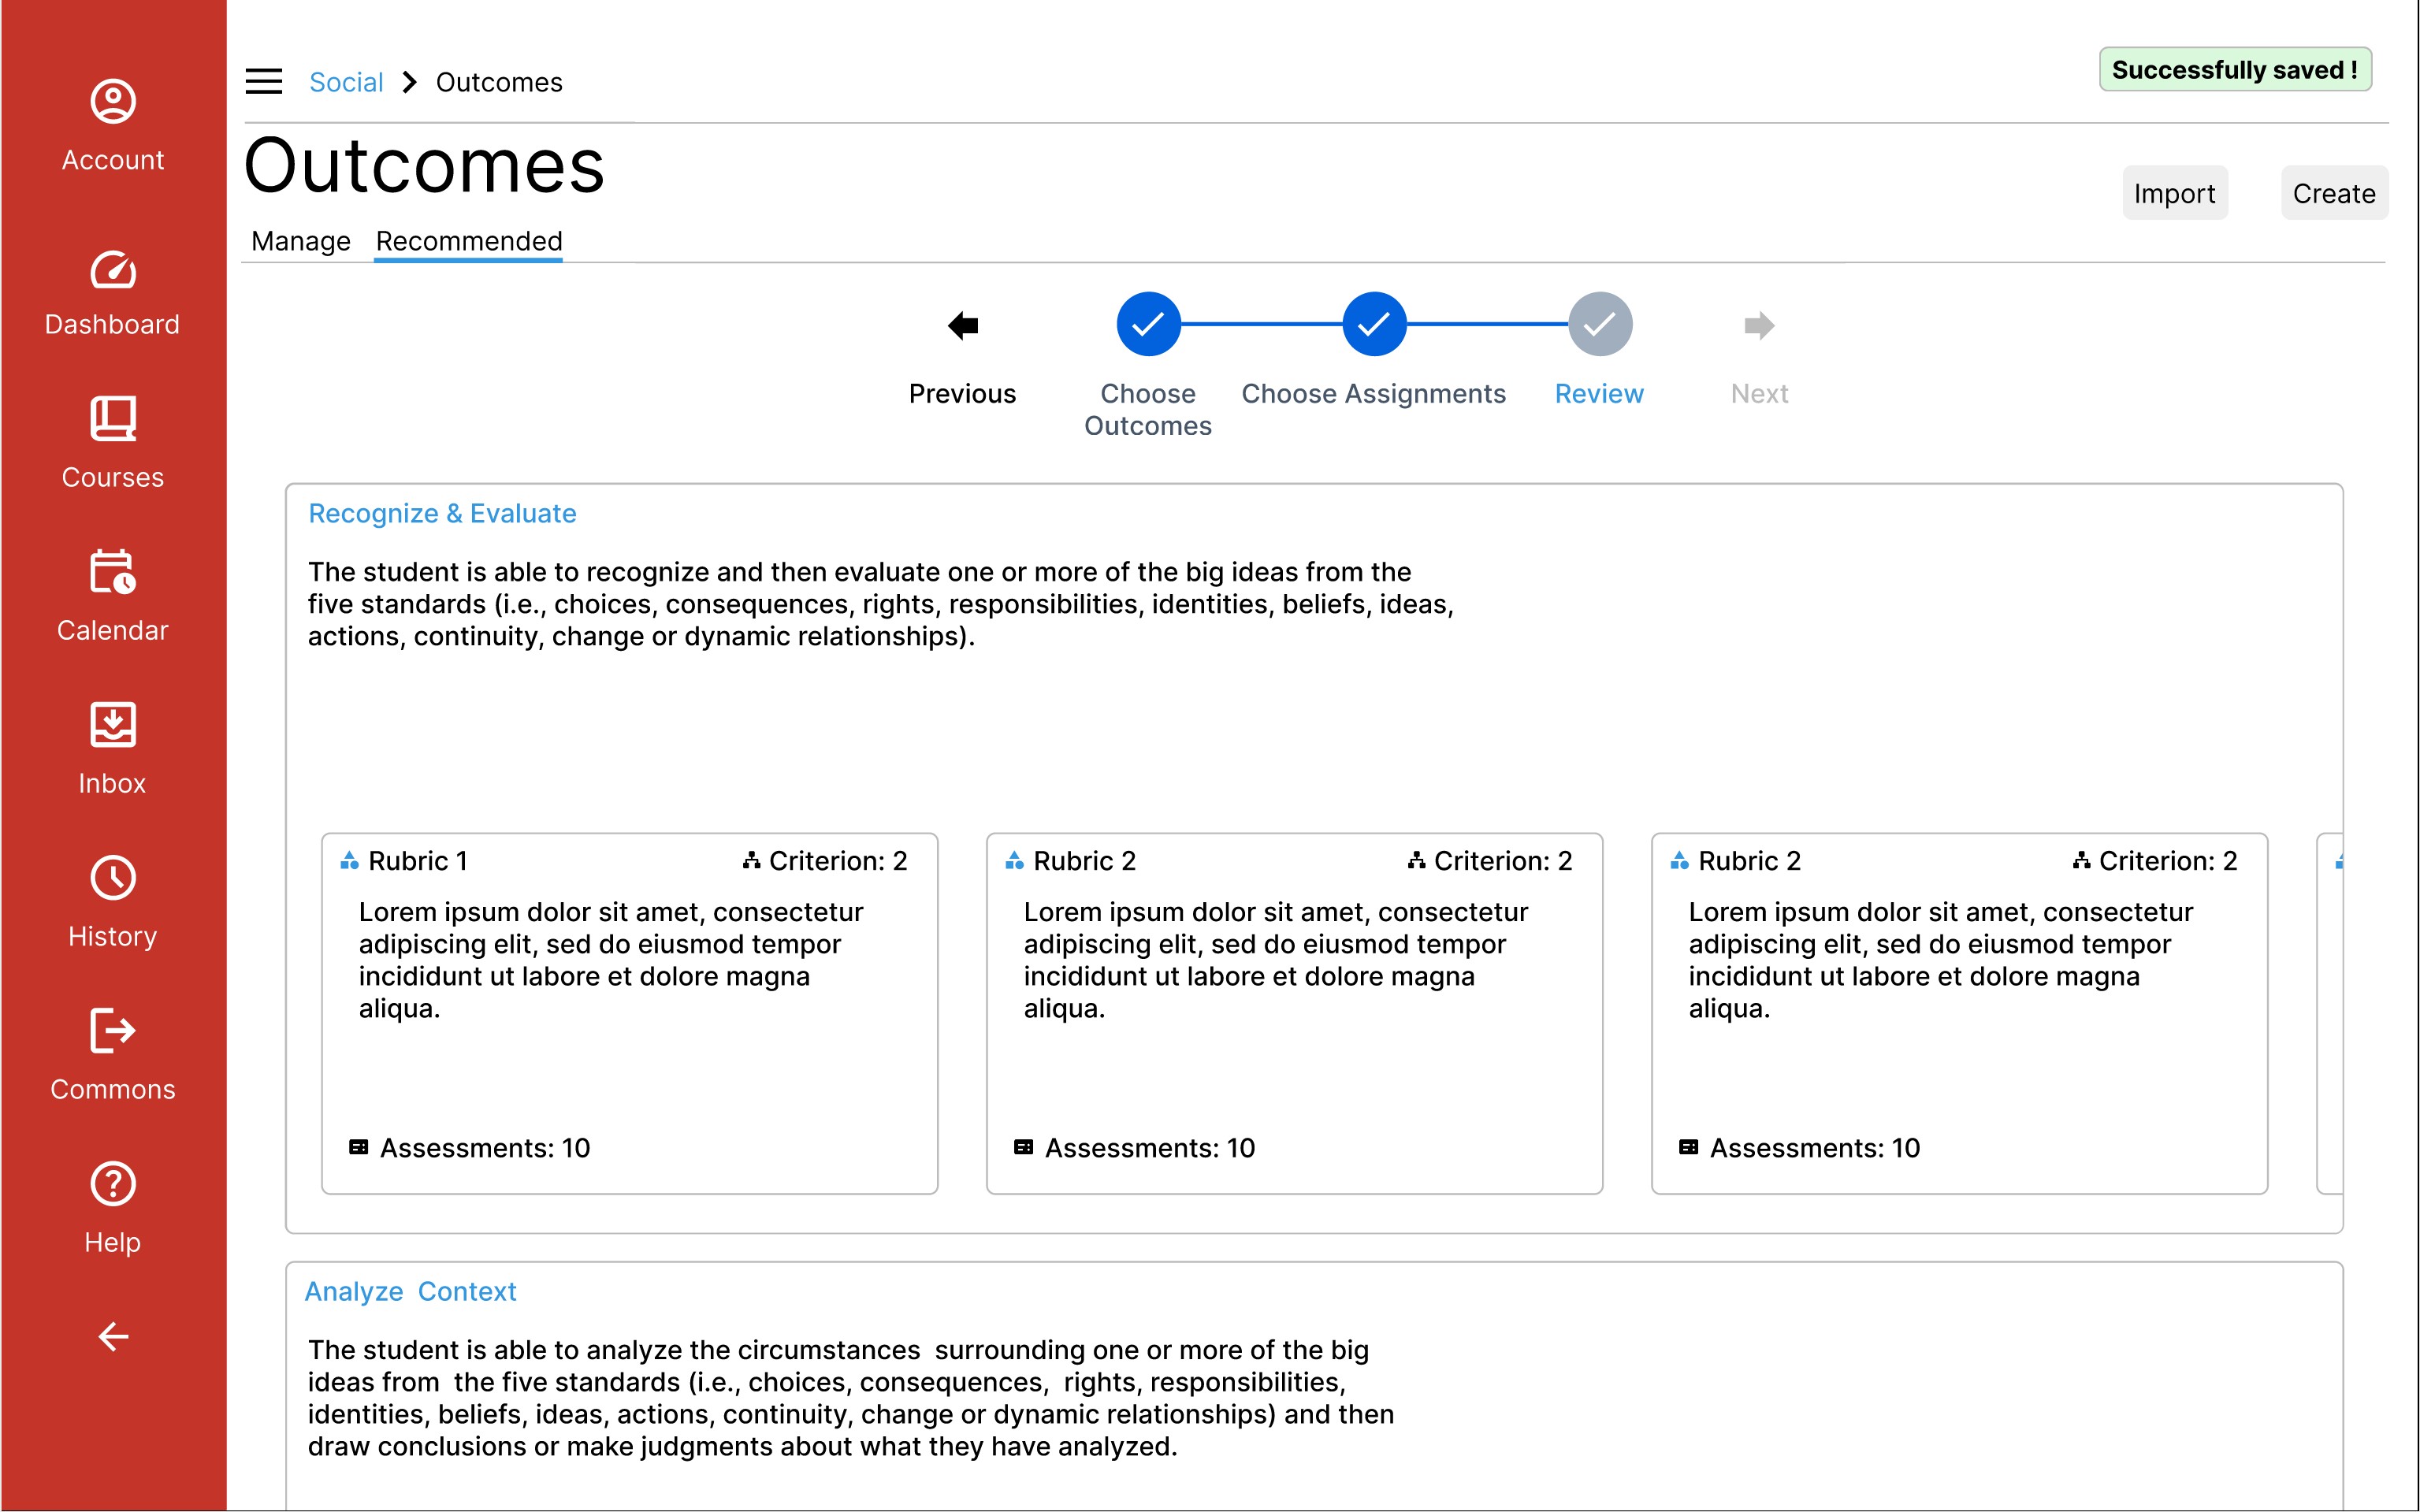 Account
Dashboard
Courses
Calendar
Inbox
History
Commons
Help
Social Outcomes
Successfully saved !
Outcomes
Import Create
Manage Recommended
Previous
Choose
Outcomes
Choose Assignments
Review
Next
Recognize & Evaluate
The student is able to recognize and then evaluate one or more of the big ideas from the
five standards (i.e., choices, consequences, rights, responsibilities, identities, beliefs, ideas,
actions, continuity, change or dynamic relationships).
Rubric 1 Criterion: 2
Lorem ipsum dolor sit amet, consectetur
adipiscing elit, sed do eiusmod tempor
incididunt ut labore et dolore magna
aliqua.
Assessments: 10
Rubric 2 Criterion: 2
Lorem ipsum dolor sit amet, consectetur
adipiscing elit, sed do eiusmod tempor
incididunt ut labore et dolore magna
aliqua.
Assessments: 10
Rubric 2 Criterion: 2
Lorem ipsum dolor sit amet, consectetur
adipiscing elit, sed do eiusmod tempor
incididunt ut labore et dolore magna
aliqua.
Assessments: 10
Analyze  Context
The student is able to analyze the circumstances  surrounding one or more of the big
ideas from  the five standards (i.e., choices, consequences,  rights, responsibilities,
identities, beliefs, ideas, actions, continuity, change or dynamic relationships) and then
draw conclusions or make judgments about what they have analyzed.